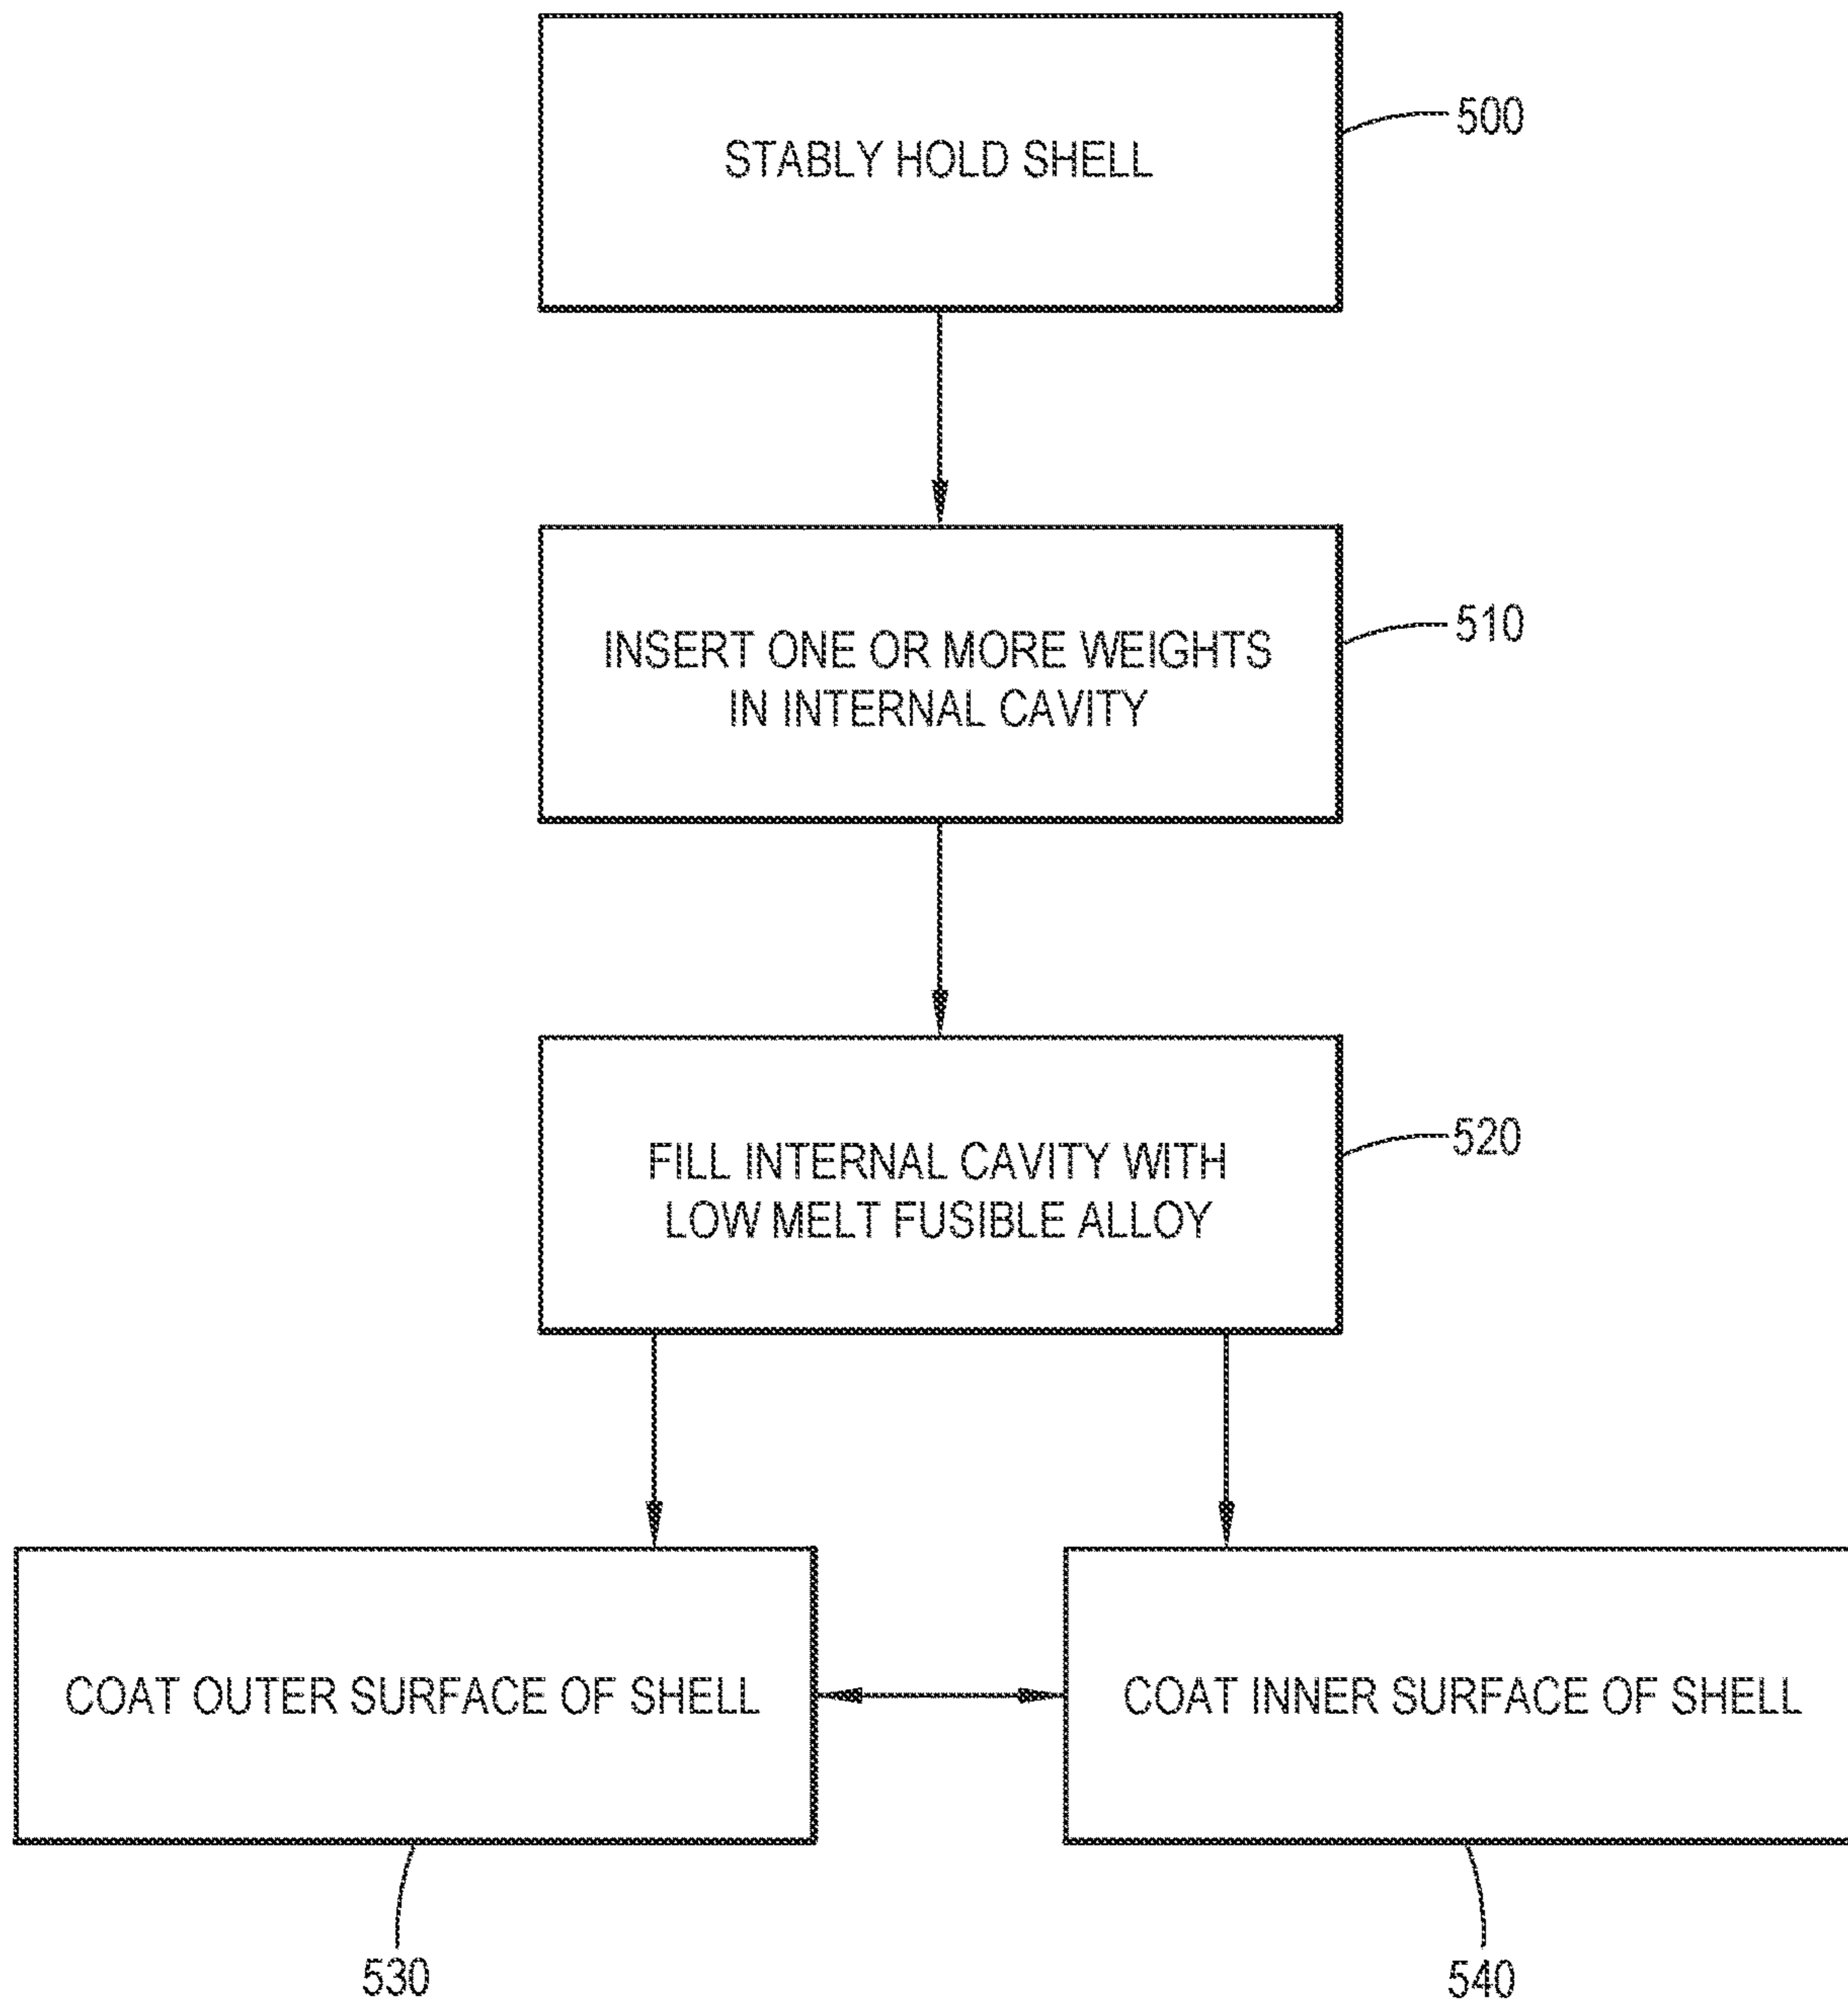 STABLY HOLD SHELL
500
INSERT ONE OR MORE WEIGHTS
IN INTERNAL CAVITY
510
FILL INTERNAL CAVITY WITH
LOW MELT FUSIBLE ALLOY
520
COAT OUTER SURFACE OF SHELL
COAT INNER SURFACE OF SHELL
530
540